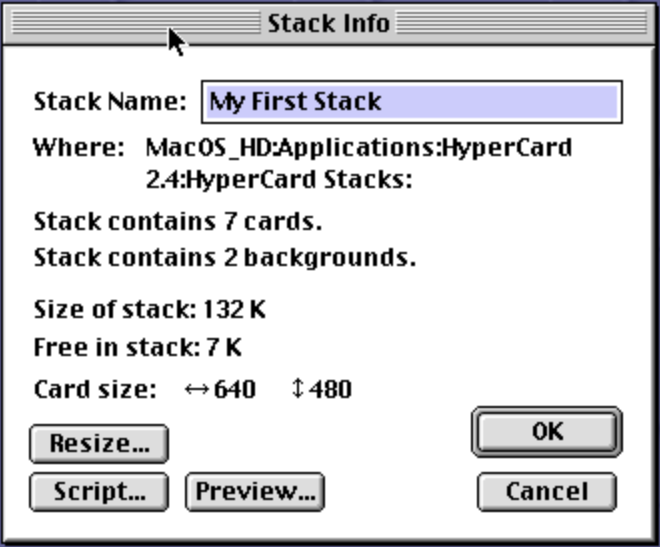 Stack Info
Stack Name: My First Stack
Where: MacOS_HD:Applications:HyperCard
2.4:HyperCard Stacks:
Stack contains 7 cards.
Stack contains 2 backgrounds.
Size of stack: 132 K
Free in stack: 7 K
Card size: ↔640 ↕480
Resize...
OK
Script...
Preview...
Cancel